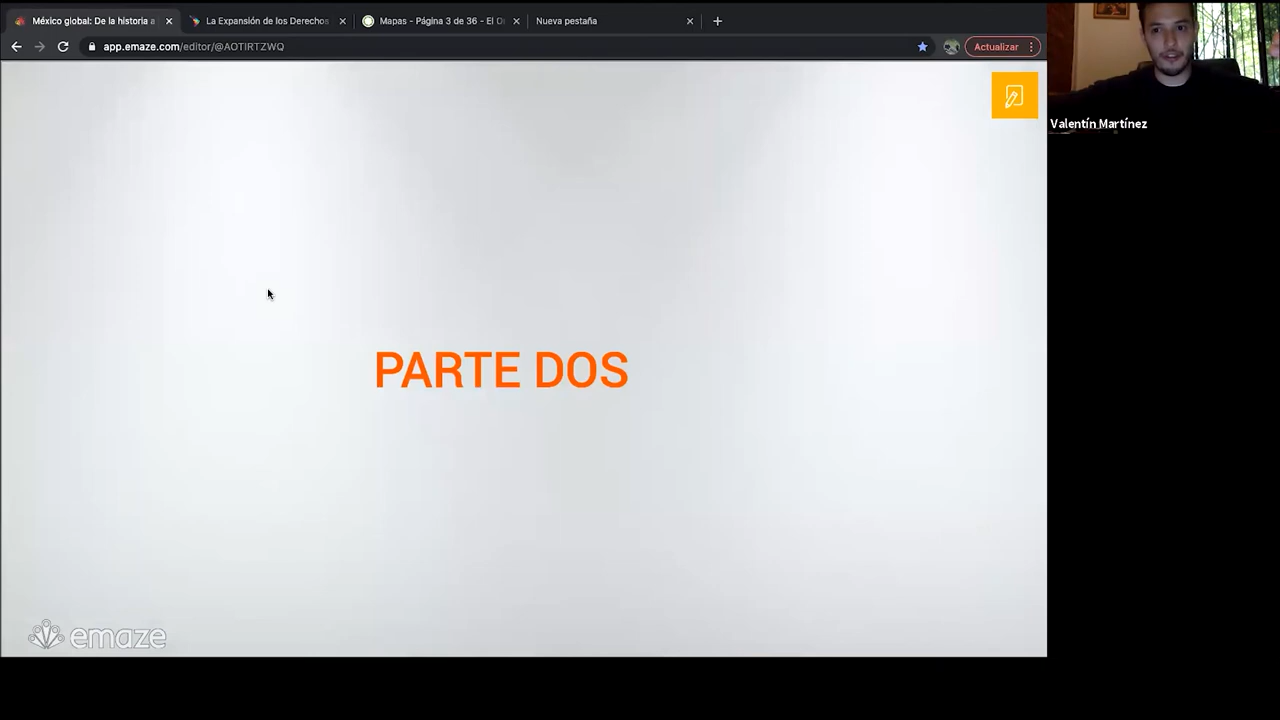 México global: De la historia a
La Expansión de los Derechos
Mapas - Página 3 de 36 - El O
Nueva pestaña
app.emaze.com/editor/@AOTIRTZWQ
Actualizar
Valentín Martínez
PARTE DOS
emaze